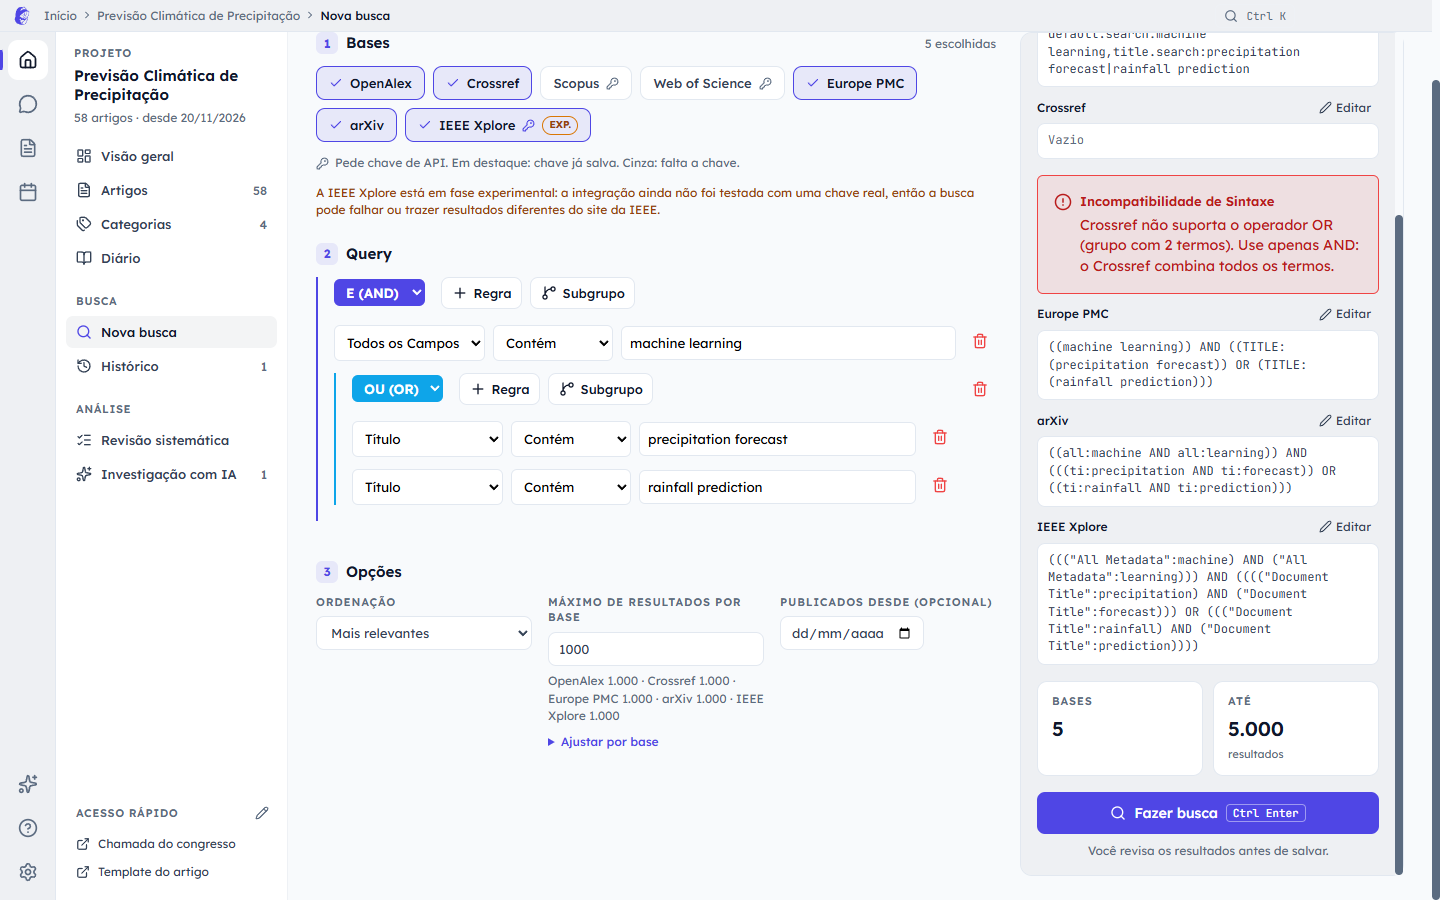 Início > Previsão Climática de Precipitação > Nova busca
Ctrl K
PROJETO
Previsão Climática de
Precipitação
58 artigos · desde 20/11/2026
Visão geral
Artigos 58
Categorias 4
Diário
BUSCA
Nova busca
Histórico 1
ANÁLISE
Revisão sistemática
Investigação com IA 1
ACESSO RÁPIDO
Chamada do congresso
Template do artigo
1 Bases
5 escolhidas
OpenAlex
Crossref
Scopus
Web of Science
Europe PMC
arXiv
IEEE Xplore EXP.
Pede chave de API. Em destaque: chave já salva. Cinza: falta a chave.
A IEEE Xplore está em fase experimental: a integração ainda não foi testada com uma chave real, então a busca
pode falhar ou trazer resultados diferentes do site da IEEE.
2 Query
E (AND) + Regra Subgrupo
Todos os Campos Contém machine learning
OU (OR) + Regra Subgrupo
Título Contém precipitation forecast
Título Contém rainfall prediction
3 Opções
ORDENAÇÃO
Mais relevantes
MÁXIMO DE RESULTADOS POR
BASE
1000
OpenAlex 1.000 · Crossref 1.000 ·
Europe PMC 1.000 · arXiv 1.000 · IEEE
Xplore 1.000
Ajustar por base
PUBLICADOS DESDE (OPCIONAL)
dd/mm/aaaa
default.search:machine
learning,title.search:precipitation
forecast|rainfall prediction
Crossref Editar
Vazio
Incompatibilidade de Sintaxe
Crossref não suporta o operador OR
(grupo com 2 termos). Use apenas AND:
o Crossref combina todos os termos.
Europe PMC Editar
((machine learning)) AND ((TITLE:
(precipitation forecast)) OR (TITLE:
(rainfall prediction)))
arXiv Editar
((all:machine AND all:learning)) AND
(((ti:precipitation AND ti:forecast)) OR
((ti:rainfall AND ti:prediction)))
IEEE Xplore Editar
((("All Metadata":machine) AND ("All
Metadata":learning))) AND (((("Document
Title":precipitation) AND ("Document
Title":forecast))) OR ((("Document
Title":rainfall) AND ("Document
Title":prediction))))
BASES
5
ATÉ
5.000
resultados
Fazer busca Ctrl Enter
Você revisa os resultados antes de salvar.